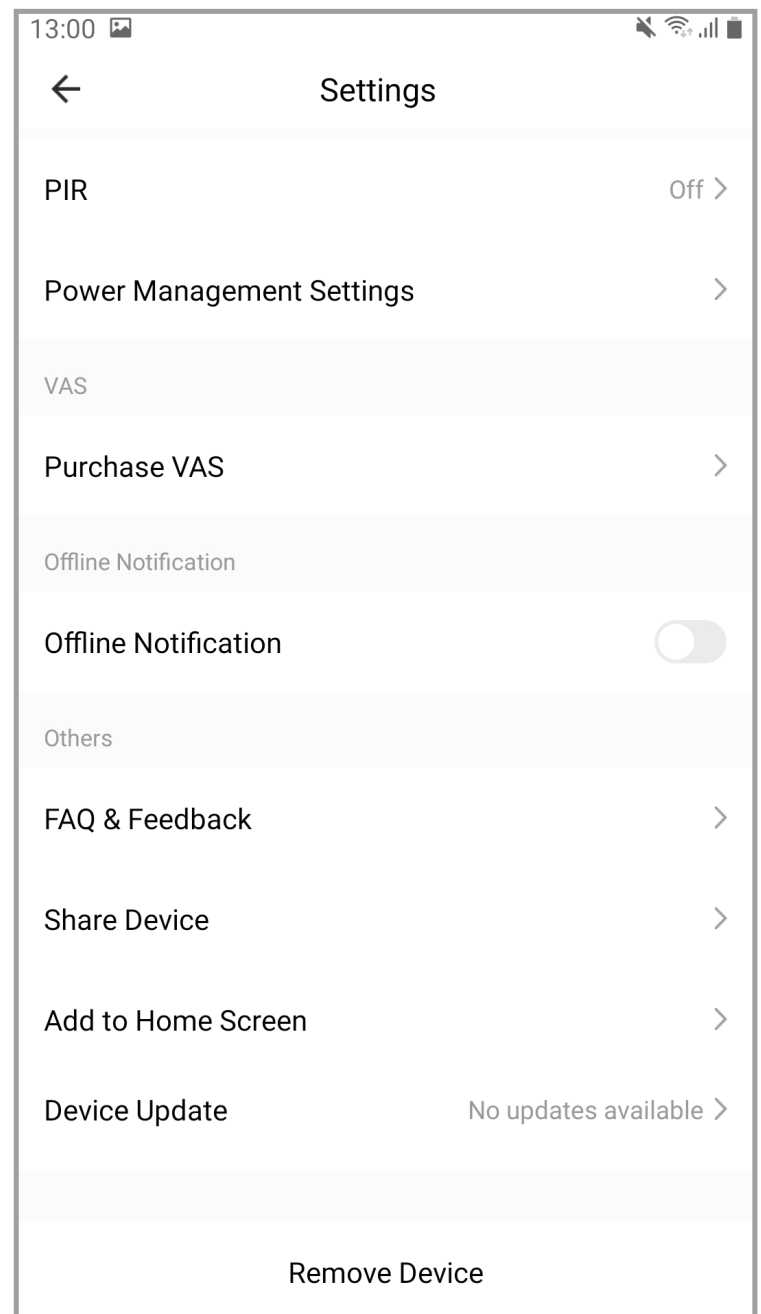 13:00
Settings
PIR Off
Power Management Settings
VAS
Purchase VAS
Offline Notification
Offline Notification
Others
FAQ & Feedback
Share Device
Add to Home Screen
Device Update No updates available
Remove Device